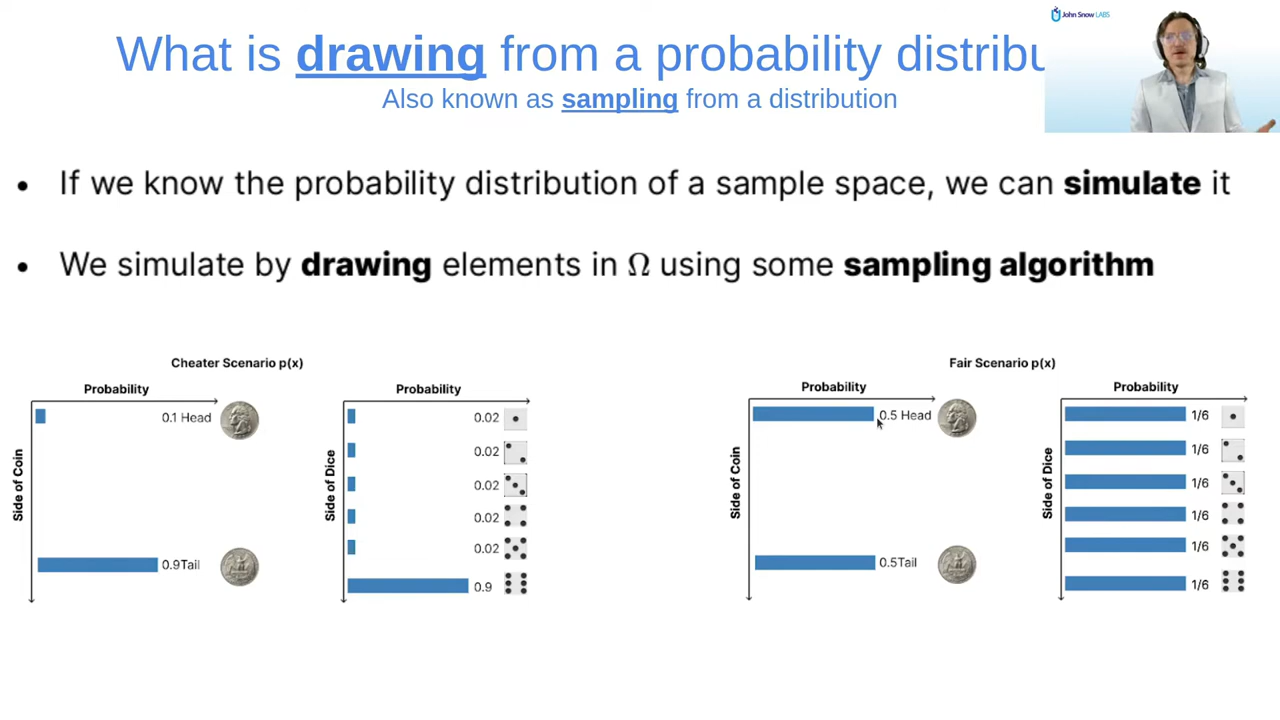 John Snow LABS
What is drawing from a probability distribu
Also known as sampling from a distribution
• If we know the probability distribution of a sample space, we can simulate it
• We simulate by drawing elements in Ω using some sampling algorithm
Cheater Scenario p(x)
Probability
Side of Coin
0.1 Head
0.9Tail
Probability
Side of Dice
0.02
0.02
0.02
0.02
0.02
0.9
Fair Scenario p(x)
Probability
Side of Coin
0.5 Head
0.5Tail
Probability
Side of Dice
1/6
1/6
1/6
1/6
1/6
1/6